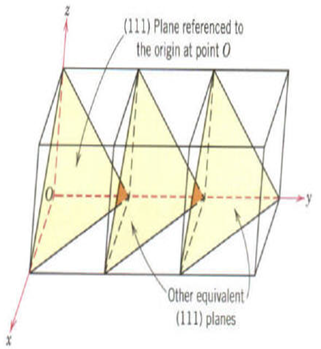 z
(111) Plane referenced to
the origin at point O
O
y
Other equivalent
(111) planes
x